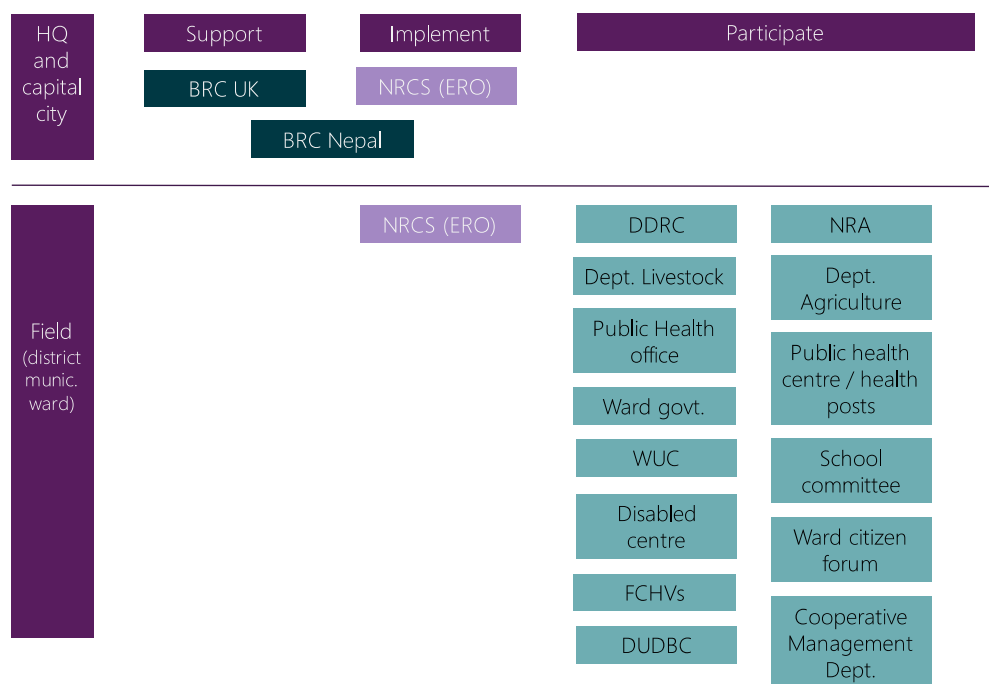 HQ
and
capital
city
Support
Implement
Participate
BRC UK
NRCS (ERO)
BRC Nepal
Field
(district
munic.
ward)
NRCS (ERO)
DDRC
NRA
Dept. Livestock
Dept.
Agriculture
Public Health
office
Public health
centre / health
posts
Ward govt.
WUC
School
committee
Disabled
centre
Ward citizen
forum
FCHVs
DUDBC
Cooperative
Management
Dept.